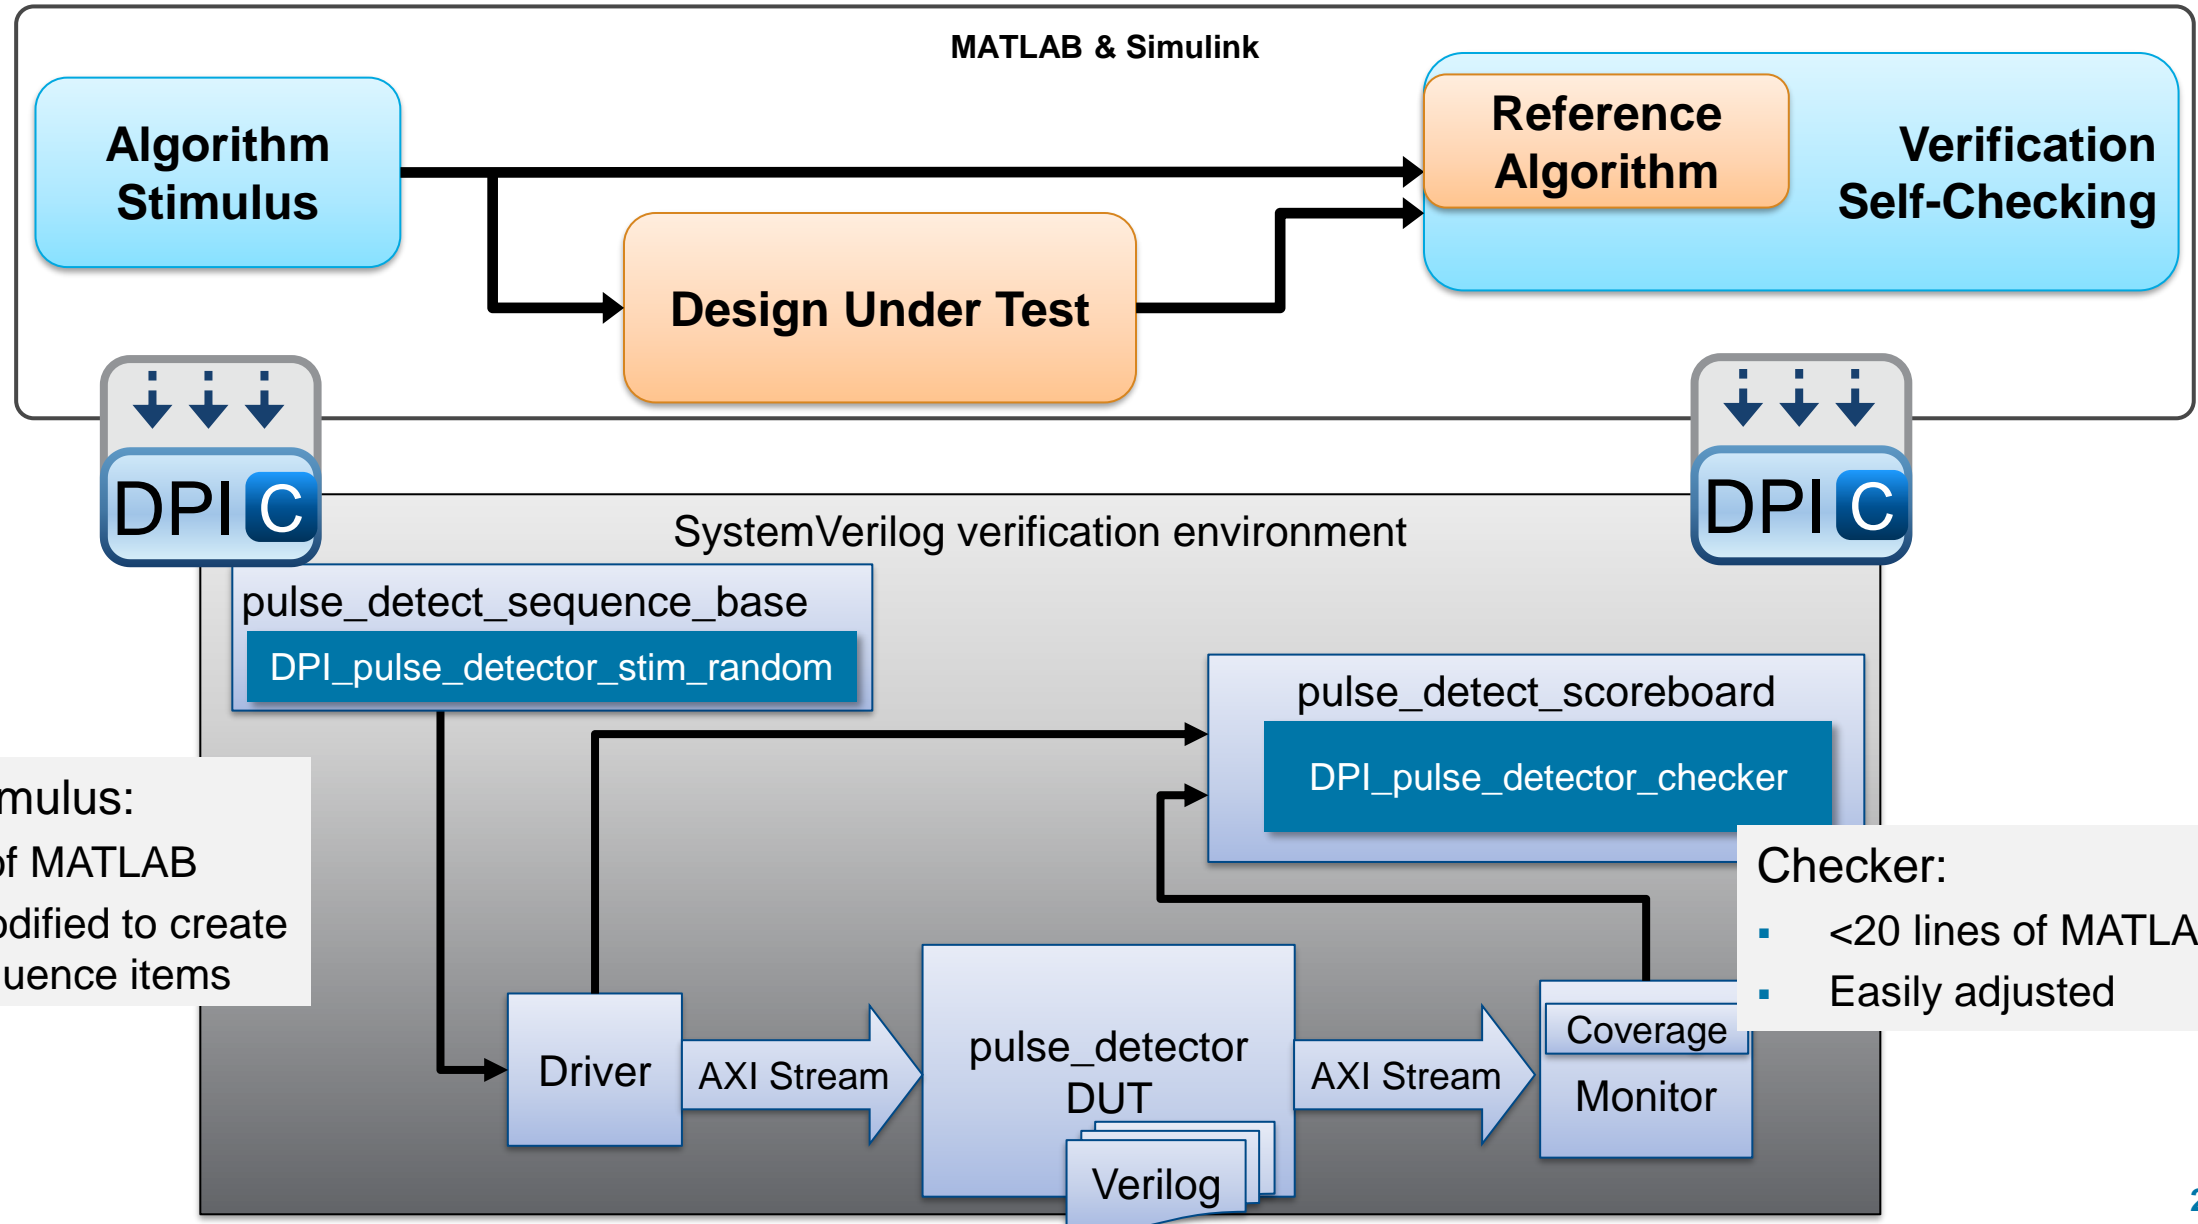 MATLAB & Simulink
Algorithm
Stimulus
Design Under Test
Reference
Algorithm
Verification
Self-Checking
DPI C
DPI C
SystemVerilog verification environment
pulse_detect_sequence_base
DPI_pulse_detector_stim_random
pulse_detect_scoreboard
DPI_pulse_detector_checker
mulus:
of MATLAB
odified to create
uence items
Checker:
▪ <20 lines of MATLA
▪ Easily adjusted
Driver
AXI Stream
pulse_detector
DUT
Verilog
AXI Stream
Coverage
Monitor